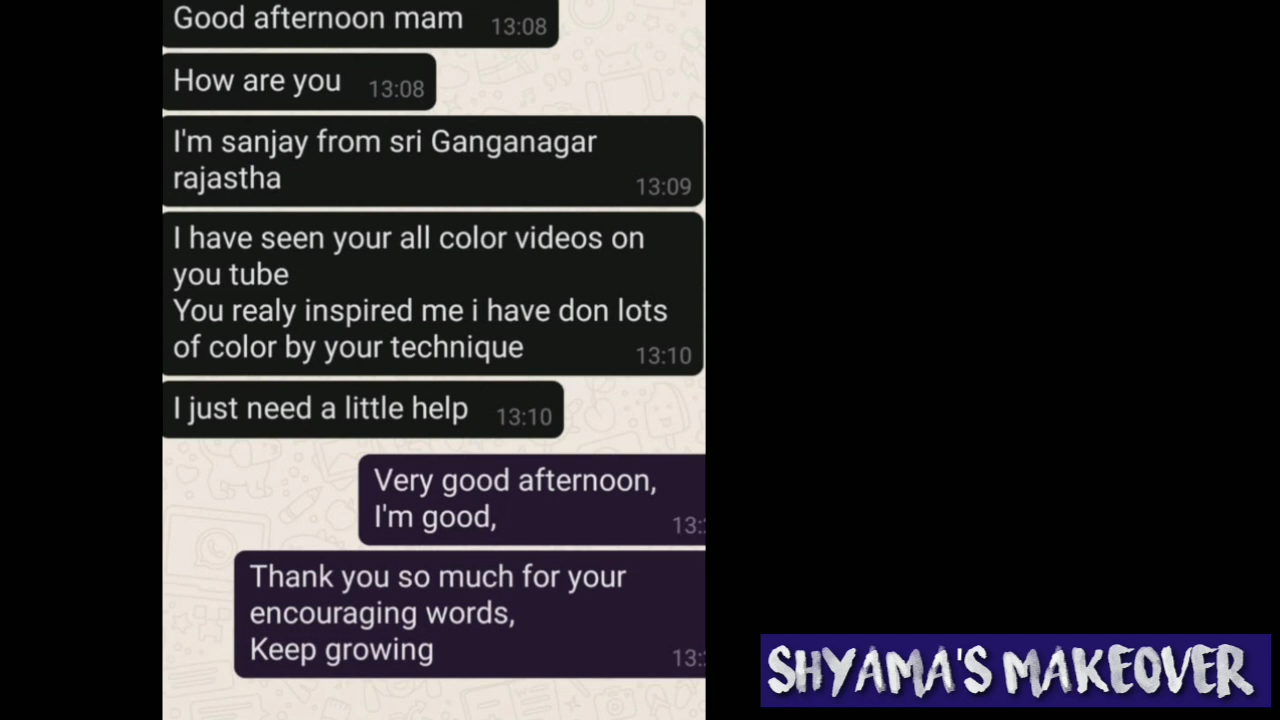 Good afternoon mam 13:08
How are you 13:08
I'm sanjay from sri Ganganagar
rajastha 13:09
I have seen your all color videos on
you tube
You realy inspired me i have don lots
of color by your technique 13:10
I just need a little help 13:10
Very good afternoon,
I'm good, 13:
Thank you so much for your
encouraging words,
Keep growing 13:
SHYAMA'S MAKEOVER